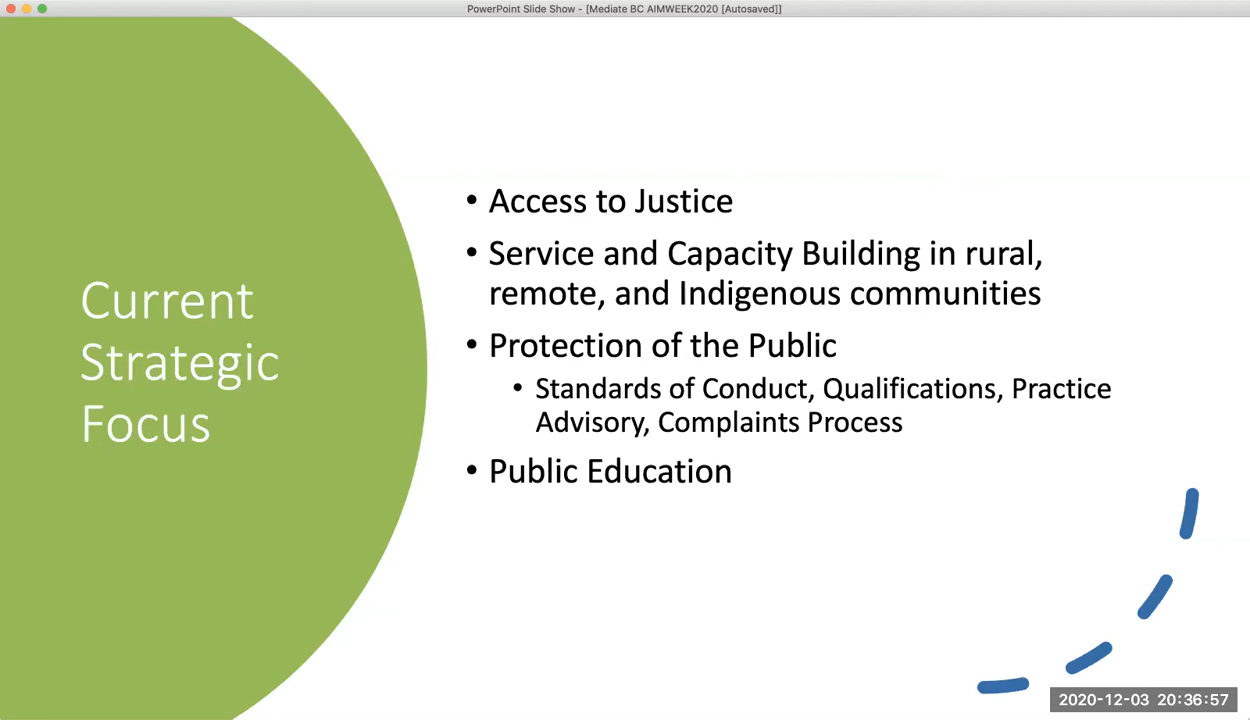 PowerPoint Slide Show - [Mediate BC AIMWEEK2020 [Autosaved]]
Current
Strategic
Focus
• Access to Justice
• Service and Capacity Building in rural,
remote, and Indigenous communities
• Protection of the Public
• Standards of Conduct, Qualifications, Practice
Advisory, Complaints Process
• Public Education
2020-12-03 20:36:57